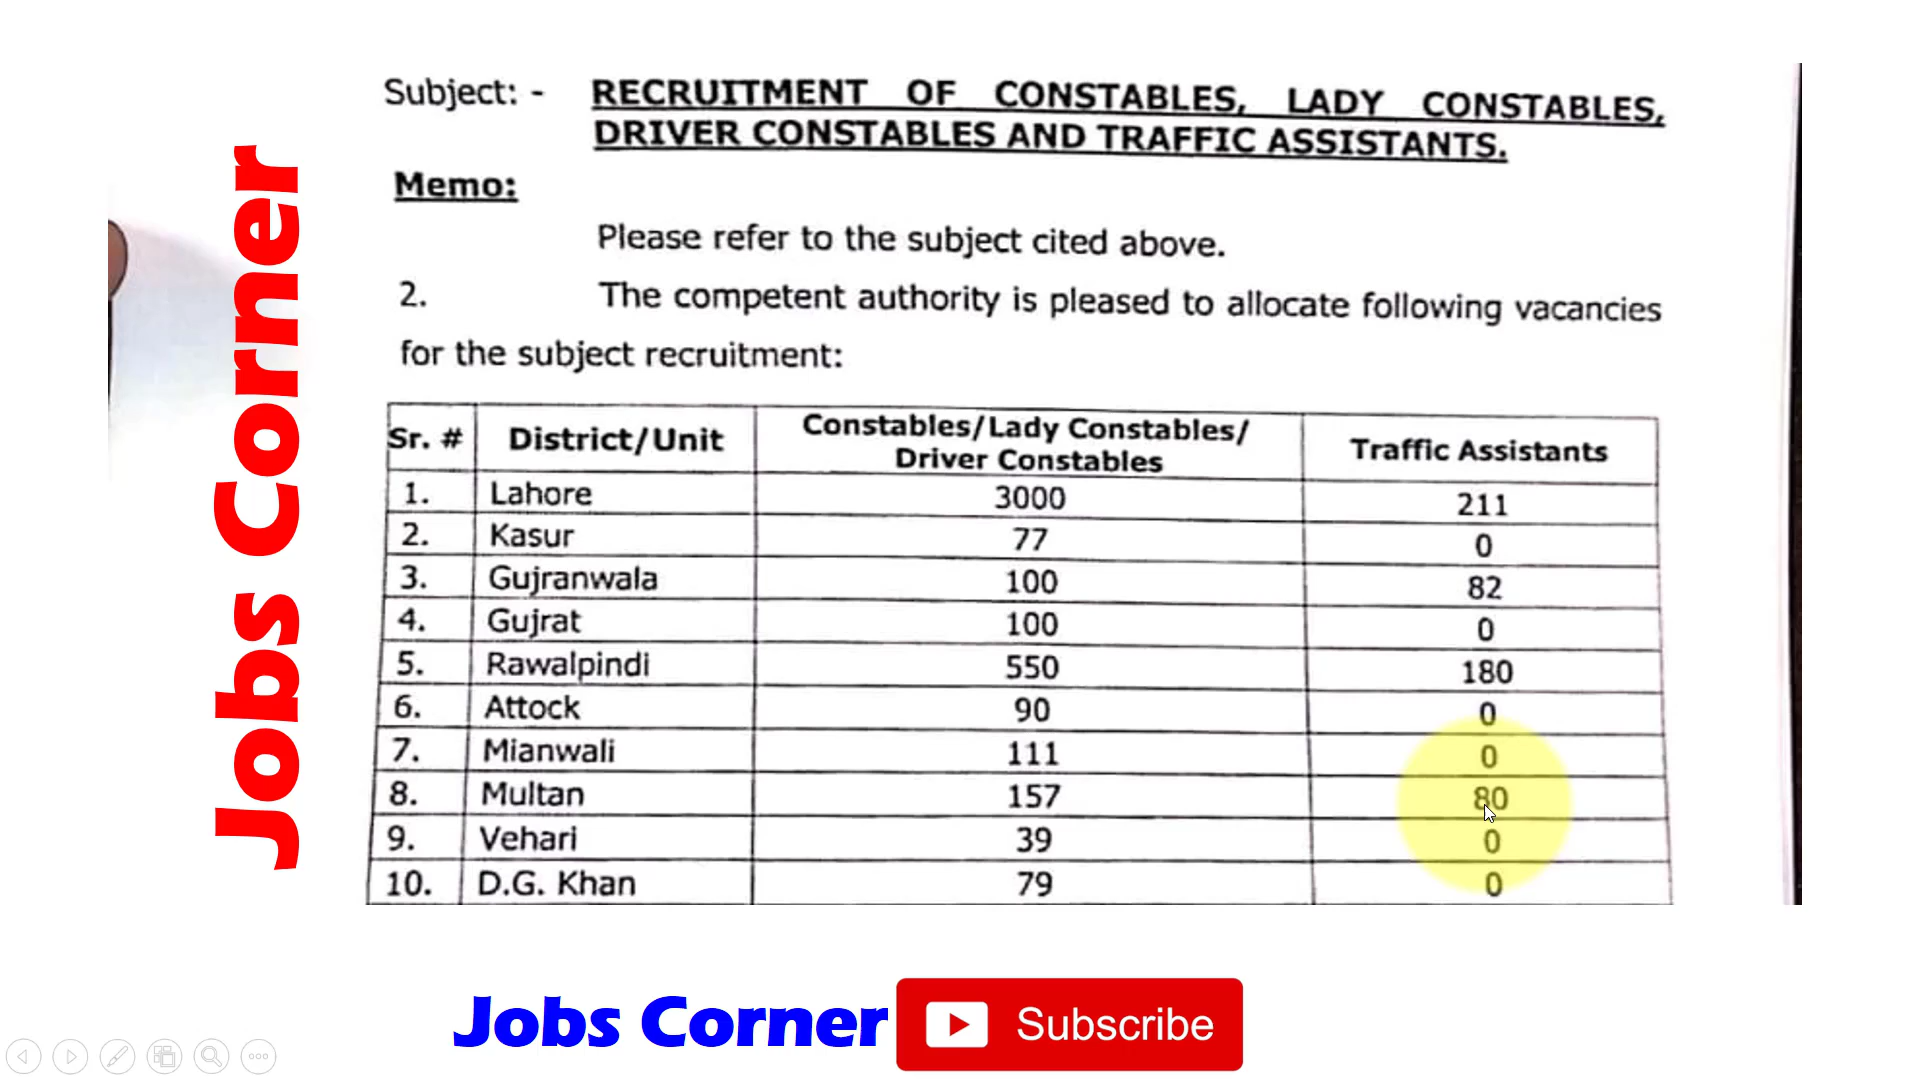 Subject: - RECRUITMENT OF CONSTABLES, LADY CONSTABLES,
DRIVER CONSTABLES AND TRAFFIC ASSISTANTS.
Memo:
Please refer to the subject cited above.
2. The competent authority is pleased to allocate following vacancies
for the subject recruitment:
Sr. # District/Unit Constables/Lady Constables/ Driver Constables Traffic Assistants
1. Lahore 3000 211
2. Kasur 77 0
3. Gujranwala 100 82
4. Gujrat 100 0
5. Rawalpindi 550 180
6. Attock 90 0
7. Mianwali 111 0
8. Multan 157 80
9. Vehari 39 0
10. D.G. Khan 79 0
Jobs Corner
Jobs Corner Subscribe